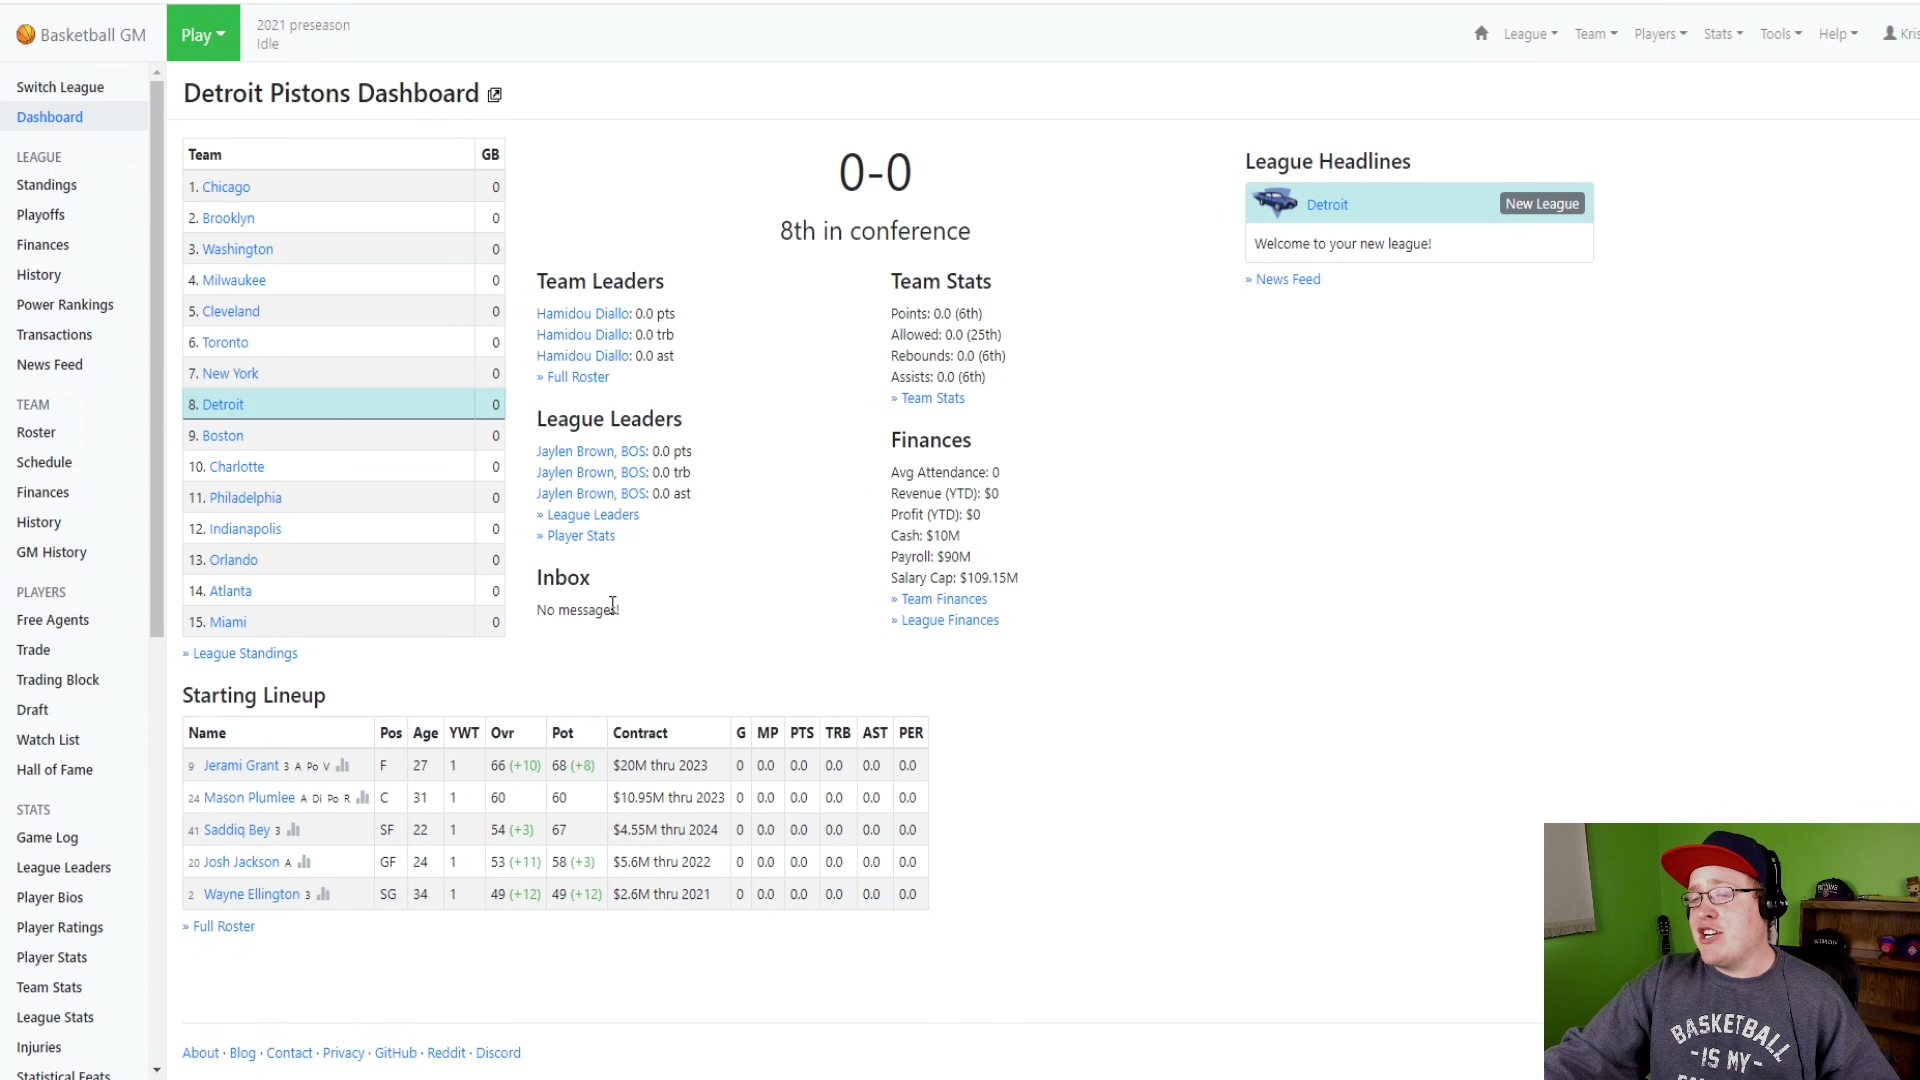 Basketball GM
Play
2021 preseason
Idle
League
Team
Players
Stats
Tools
Help
Kris
Switch League
Dashboard
LEAGUE
Standings
Playoffs
Finances
History
Power Rankings
Transactions
News Feed
TEAM
Roster
Schedule
Finances
History
GM History
PLAYERS
Free Agents
Trade
Trading Block
Draft
Watch List
Hall of Fame
STATS
Game Log
League Leaders
Player Bios
Player Ratings
Player Stats
Team Stats
League Stats
Injuries
Statistical Feats
Detroit Pistons Dashboard
Team GB
1. Chicago 0
2. Brooklyn 0
3. Washington 0
4. Milwaukee 0
5. Cleveland 0
6. Toronto 0
7. New York 0
8. Detroit 0
9. Boston 0
10. Charlotte 0
11. Philadelphia 0
12. Indianapolis 0
13. Orlando 0
14. Atlanta 0
15. Miami 0
» League Standings
0-0
8th in conference
Team Leaders
Hamidou Diallo: 0.0 pts
Hamidou Diallo: 0.0 trb
Hamidou Diallo: 0.0 ast
» Full Roster
League Leaders
Jaylen Brown, BOS: 0.0 pts
Jaylen Brown, BOS: 0.0 trb
Jaylen Brown, BOS: 0.0 ast
» League Leaders
» Player Stats
Inbox
No messages!
Team Stats
Points: 0.0 (6th)
Allowed: 0.0 (25th)
Rebounds: 0.0 (6th)
Assists: 0.0 (6th)
» Team Stats
Finances
Avg Attendance: 0
Revenue (YTD): $0
Profit (YTD): $0
Cash: $10M
Payroll: $90M
Salary Cap: $109.15M
» Team Finances
» League Finances
League Headlines
Detroit New League
Welcome to your new league!
» News Feed
Starting Lineup
Name Pos Age YWT Ovr Pot Contract G MP PTS TRB AST PER
9 Jerami Grant 3 A Po V F 27 1 66 (+10) 68 (+8) $20M thru 2023 0 0.0 0.0 0.0 0.0 0.0
24 Mason Plumlee A Di Po R C 31 1 60 60 $10.95M thru 2023 0 0.0 0.0 0.0 0.0 0.0
41 Saddiq Bey 3 SF 22 1 54 (+3) 67 $4.55M thru 2024 0 0.0 0.0 0.0 0.0 0.0
20 Josh Jackson A GF 24 1 53 (+11) 58 (+3) $5.6M thru 2022 0 0.0 0.0 0.0 0.0 0.0
2 Wayne Ellington 3 SG 34 1 49 (+12) 49 (+12) $2.6M thru 2021 0 0.0 0.0 0.0 0.0 0.0
» Full Roster
About · Blog · Contact · Privacy · GitHub · Reddit · Discord
BASKETBALL
-IS MY-